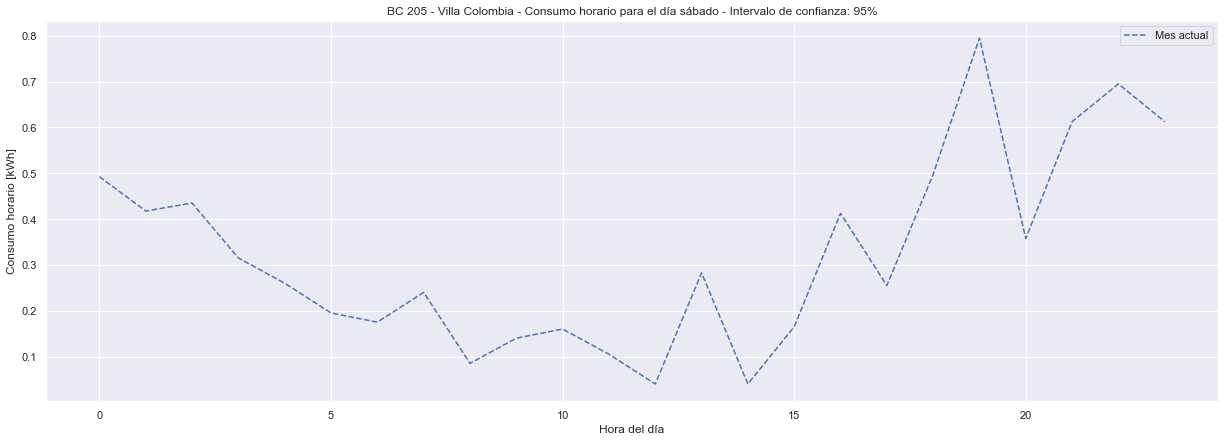 BC 205 - Villa Colombia - Consumo horario para el día sábado - Intervalo de confianza: 95%
Mes actual
Consumo horario [kWh]
0.8
0.7
0.6
0.5
0.4
0.3
0.2
0.1
0 5 10 15 20
Hora del día